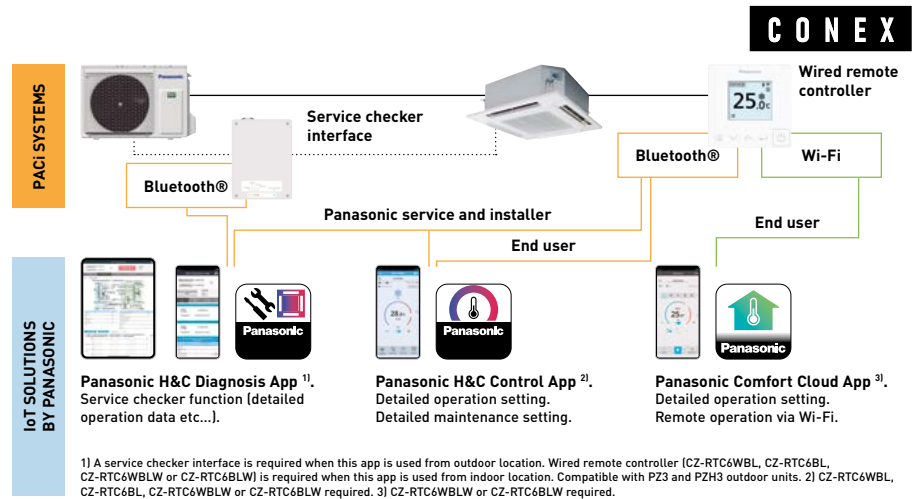 CONEX
PACi SYSTEMS
Panasonic
Service checker
interface
Panasonic
25.0°C
Wired remote
controller
Bluetooth®
Bluetooth®
Wi-Fi
Panasonic service and installer
End user
End user
IoT SOLUTIONS
BY PANASONIC
Panasonic
28.0
Panasonic
25.0
Panasonic
Panasonic H&C Diagnosis App 1).
Service checker function (detailed
operation data etc...).
Panasonic H&C Control App 2).
Detailed operation setting.
Detailed maintenance setting.
Panasonic Comfort Cloud App 3).
Detailed operation setting.
Remote operation via Wi-Fi.
1) A service checker interface is required when this app is used from outdoor location. Wired remote controller (CZ-RTC6WBL, CZ-RTC6BL,
CZ-RTC6WBLW or CZ-RTC6BLW) is required when this app is used from indoor location. Compatible with PZ3 and PZH3 outdoor units. 2) CZ-RTC6WBL,
CZ-RTC6BL, CZ-RTC6WBLW or CZ-RTC6BLW required. 3) CZ-RTC6WBLW or CZ-RTC6BLW required.